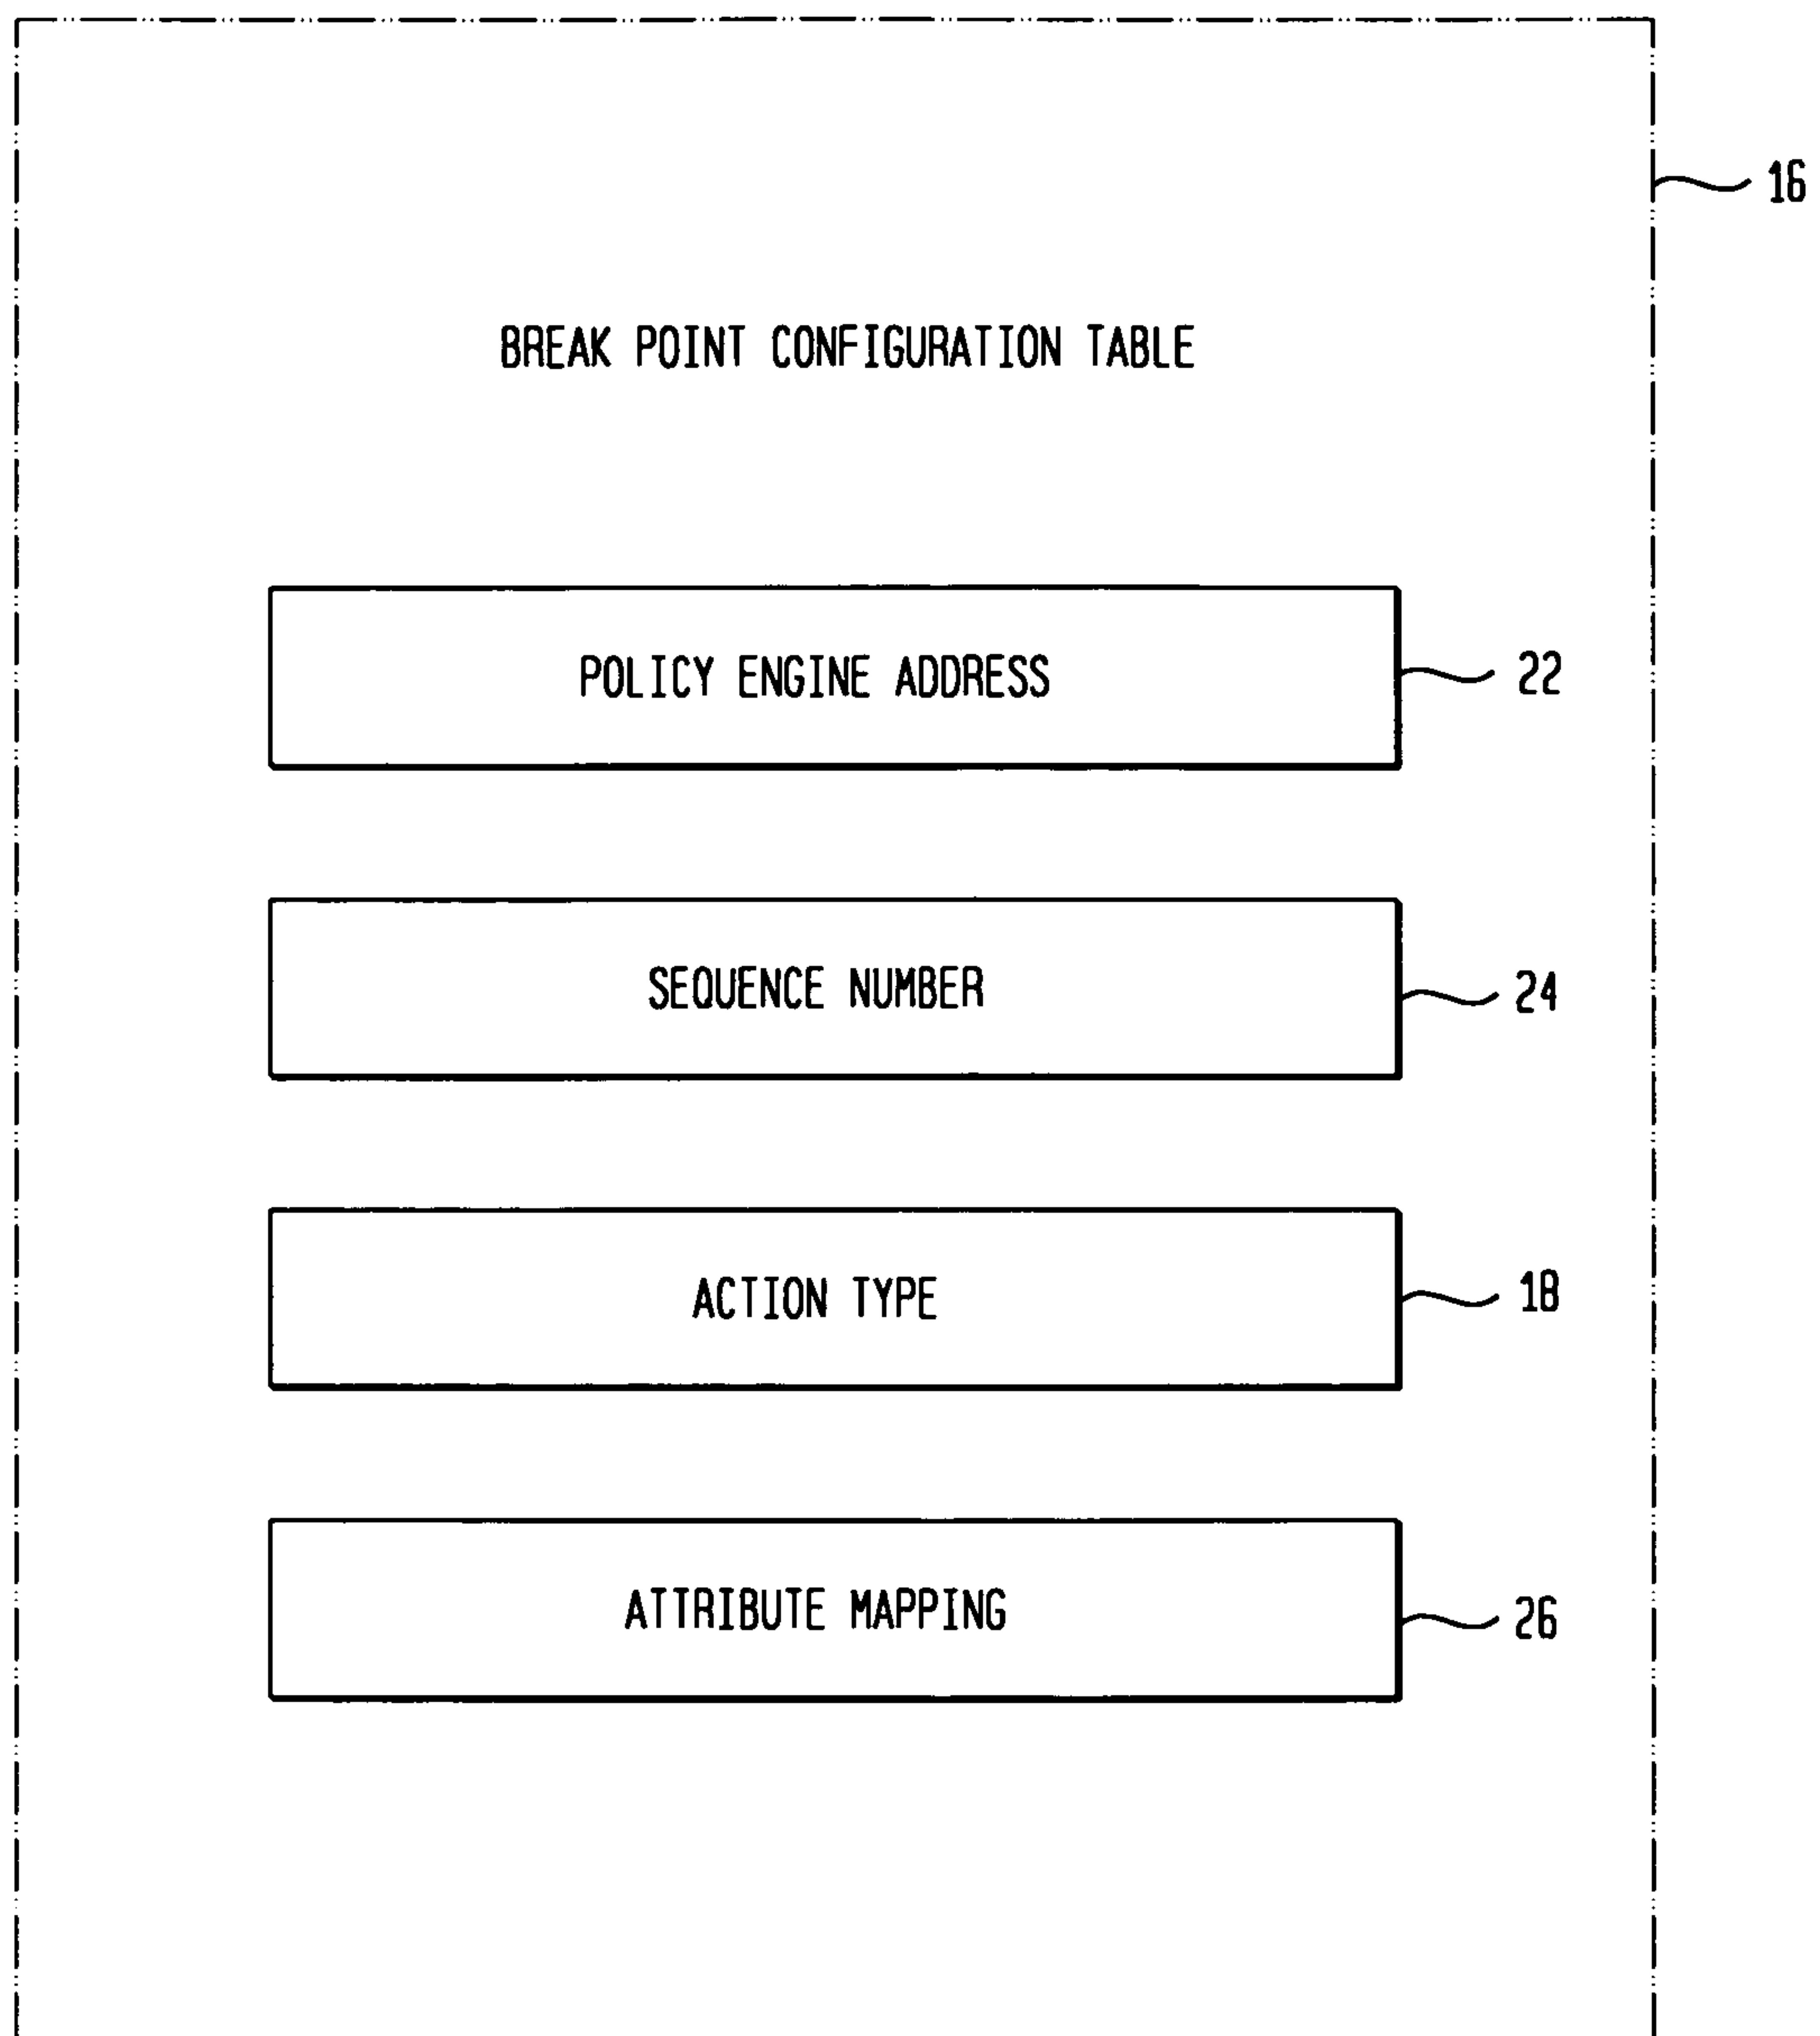 16
BREAK POINT CONFIGURATION TABLE
POLICY ENGINE ADDRESS
22
SEQUENCE NUMBER
24
ACTION TYPE
18
ATTRIBUTE MAPPING
26